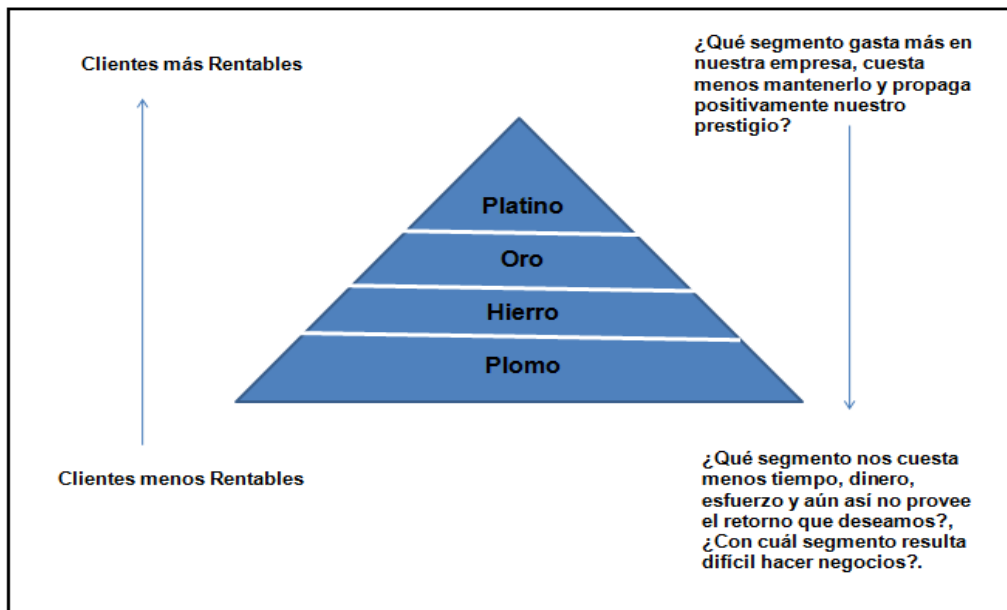 Clientes más Rentables
¿Qué segmento gasta más en
nuestra empresa, cuesta
menos mantenerlo y propaga
positivamente nuestro
prestigio?
Platino
Oro
Hierro
Plomo
Clientes menos Rentables
¿Qué segmento nos cuesta
menos tiempo, dinero,
esfuerzo y aún así no provee
el retorno que deseamos?,
¿Con cuál segmento resulta
difícil hacer negocios?.